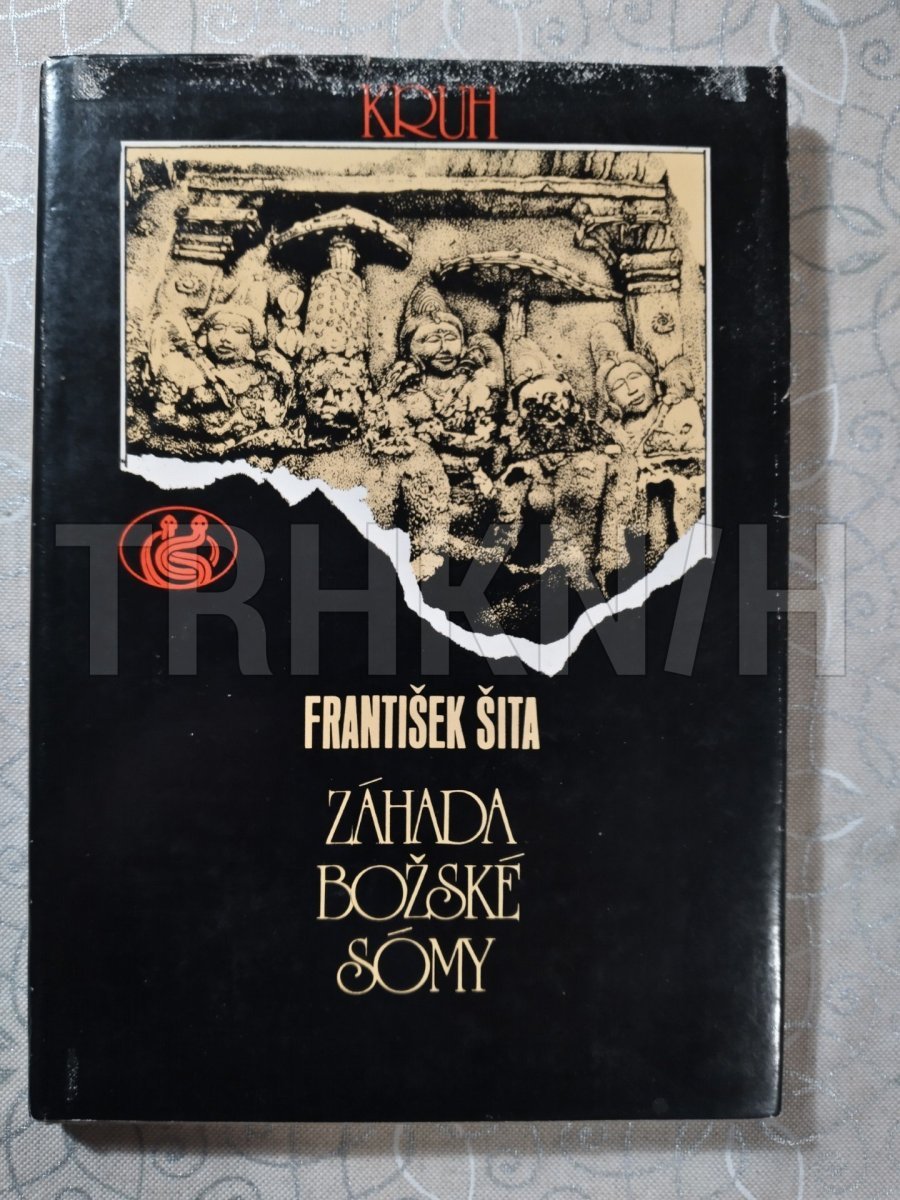 KRUH
TRHKNIH
FRANTIŠEK ŠITA
ZÁHADA
BOŽSKÉ
SÓMY